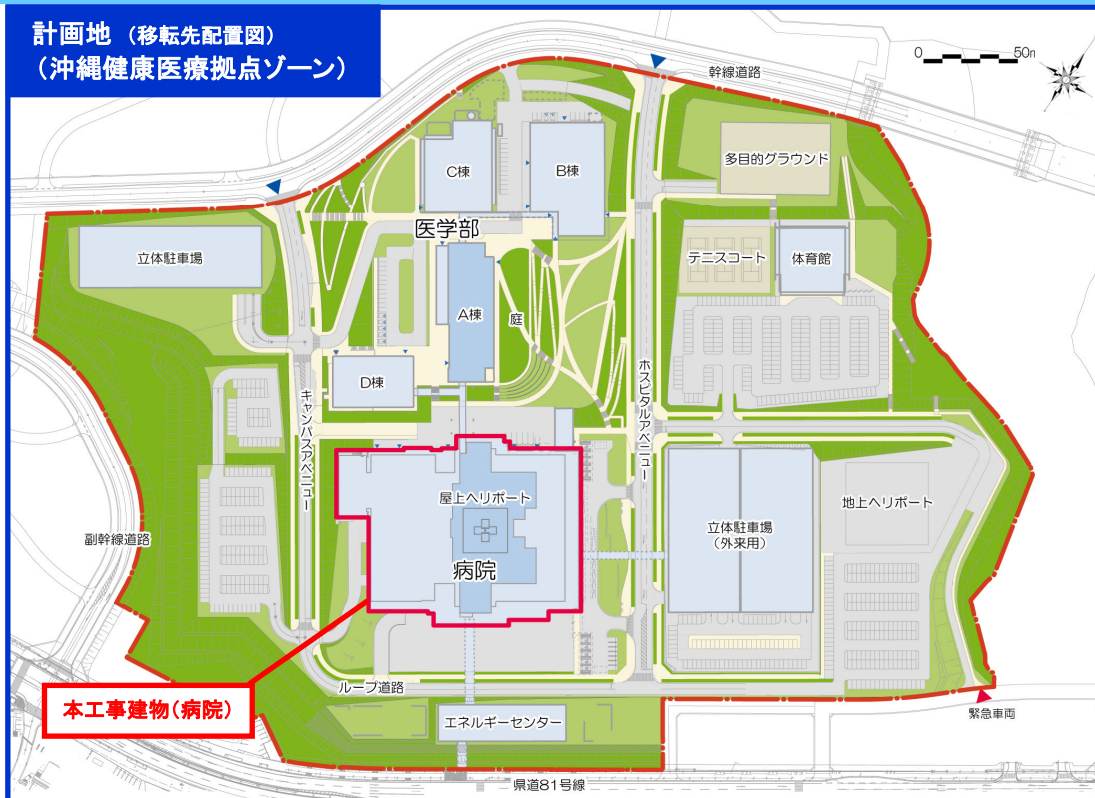 計画地 (移転先配置図)
(沖縄健康医療拠点ゾーン)
0 50m
幹線道路
多目的グラウンド
C棟
B棟
医学部
立体駐車場
テニスコート
体育館
A棟
庭
D棟
キャンパスアベニュー
ホスピタルアベニュー
屋上ヘリポート
地上ヘリポート
立体駐車場
(外来用)
副幹線道路
病院
本工事建物(病院)
ループ道路
エネルギーセンター
緊急車両
県道81号線